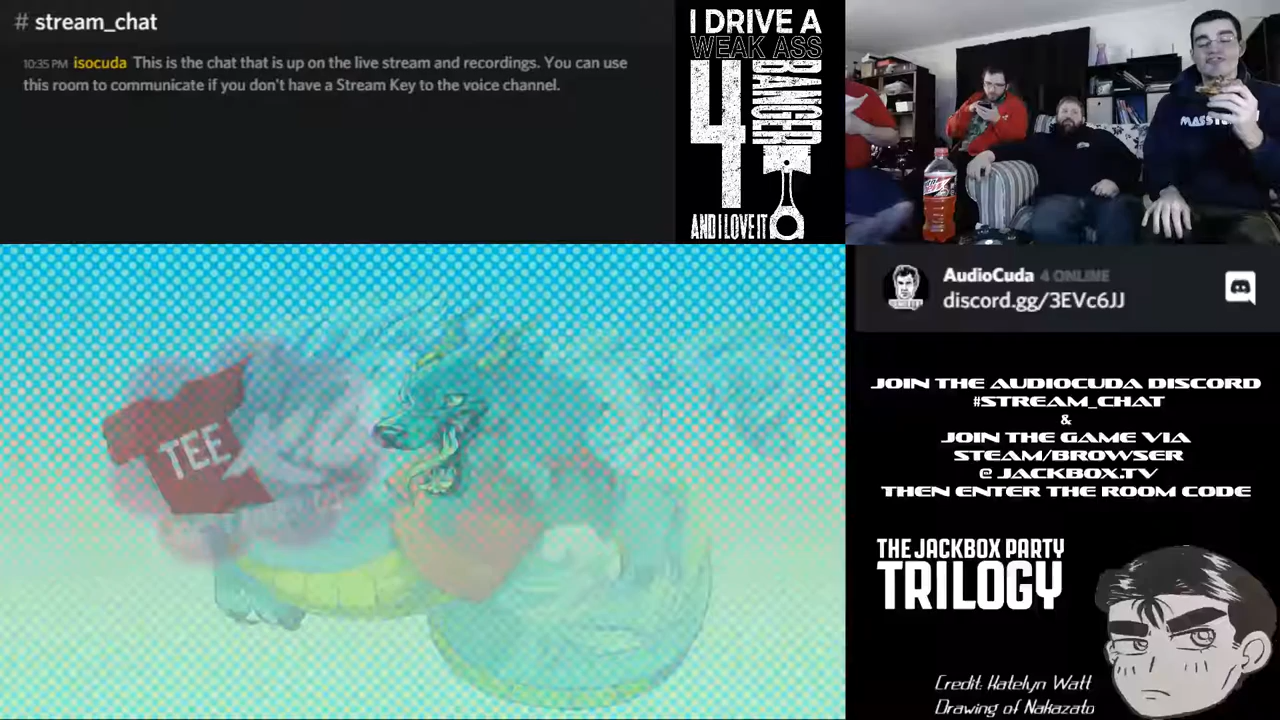 # stream_chat
10:35 PM isocuda This is the chat that is up on the live stream and recordings. You can use
this room to communicate if you don't have a Stream Key to the voice channel.
I DRIVE A
WEAK ASS
4
BANGER
AND I LOVE IT
TEE
AudioCuda 4 ONLINE
discord.gg/3EVc6JJ
JOIN THE AUDIOCUDA DISCORD
#STREAM_CHAT
&
JOIN THE GAME VIA
STEAM/BROWSER
@ JACKBOX.TV
THEN ENTER THE ROOM CODE
THE JACKBOX PARTY
TRILOGY
Credit: Katelyn Watt
Drawing of Nakazato